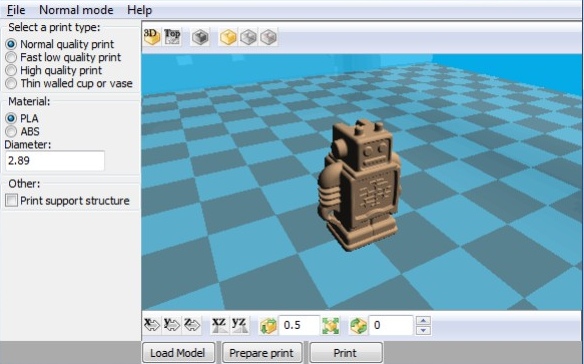 File Normal mode Help
Select a print type:
Normal quality print
Fast low quality print
High quality print
Thin walled cup or vase
Material:
PLA
ABS
Diameter:
2.89
Other:
Print support structure
3D Top
X Y Z XZ YZ 0.5 0
Load Model Prepare print Print